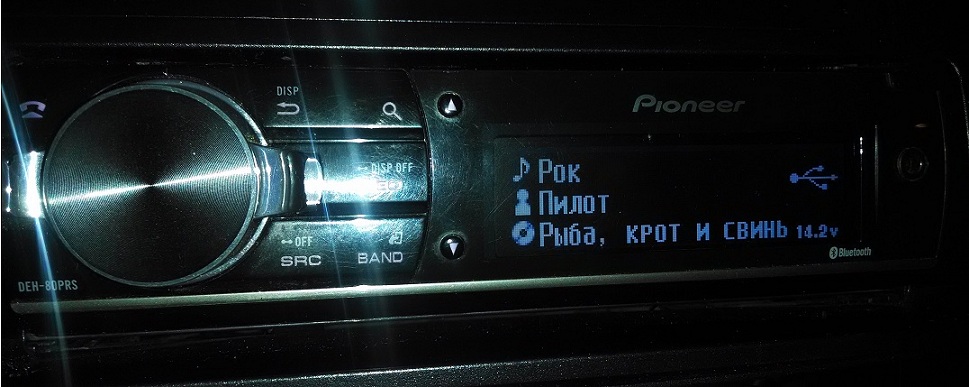 DISP
Pioneer
DISP OFF
Рок
Пилот
Рыба, крот и свинь 14.2v
OFF
SRC
BAND
Bluetooth
DEH-80PRS